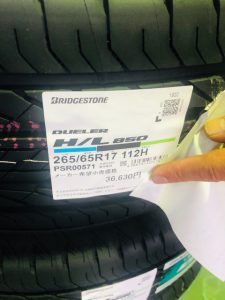 BRIDGESTONE
DUELER
H/L 850
265/65R17 112H
PSR00571
メーカー希望小売価格
36,630円